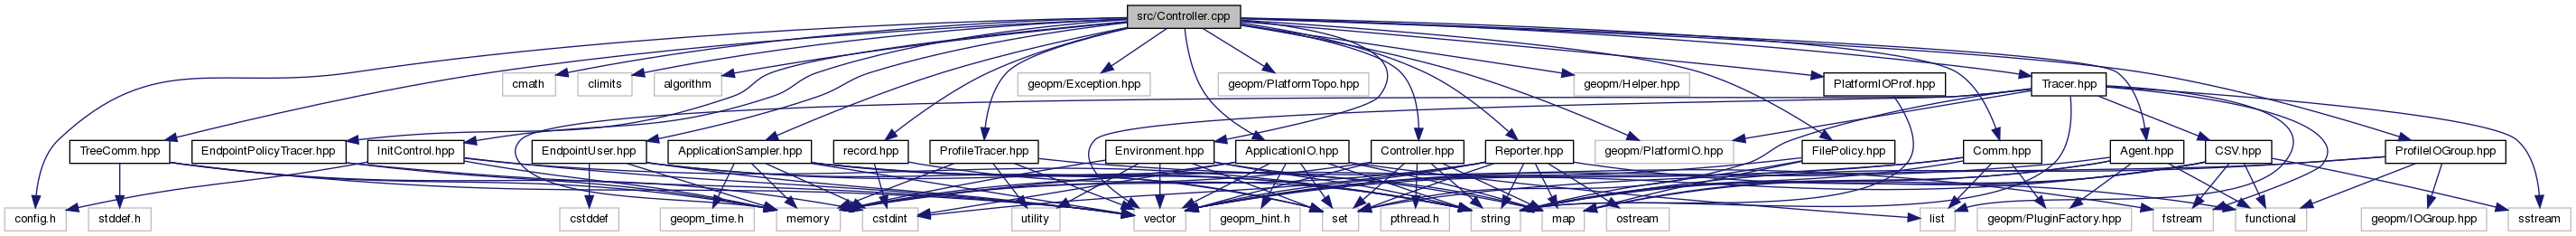 src/Controller.cpp
cmath
climits
algorithm
geopm/Exception.hpp
geopm/PlatformTopo.hpp
geopm/Helper.hpp
PlatformIOProf.hpp
Tracer.hpp
TreeComm.hpp
EndpointPolicyTracer.hpp
InitControl.hpp
EndpointUser.hpp
ApplicationSampler.hpp
record.hpp
ProfileTracer.hpp
Environment.hpp
ApplicationIO.hpp
Controller.hpp
Reporter.hpp
geopm/PlatformIO.hpp
FilePolicy.hpp
Comm.hpp
Agent.hpp
CSV.hpp
ProfileIOGroup.hpp
config.h
stddef.h
cstddef
geopm_time.h
memory
cstdint
utility
vector
geopm_hint.h
set
pthread.h
string
map
ostream
list
geopm/PluginFactory.hpp
fstream
functional
geopm/IOGroup.hpp
sstream